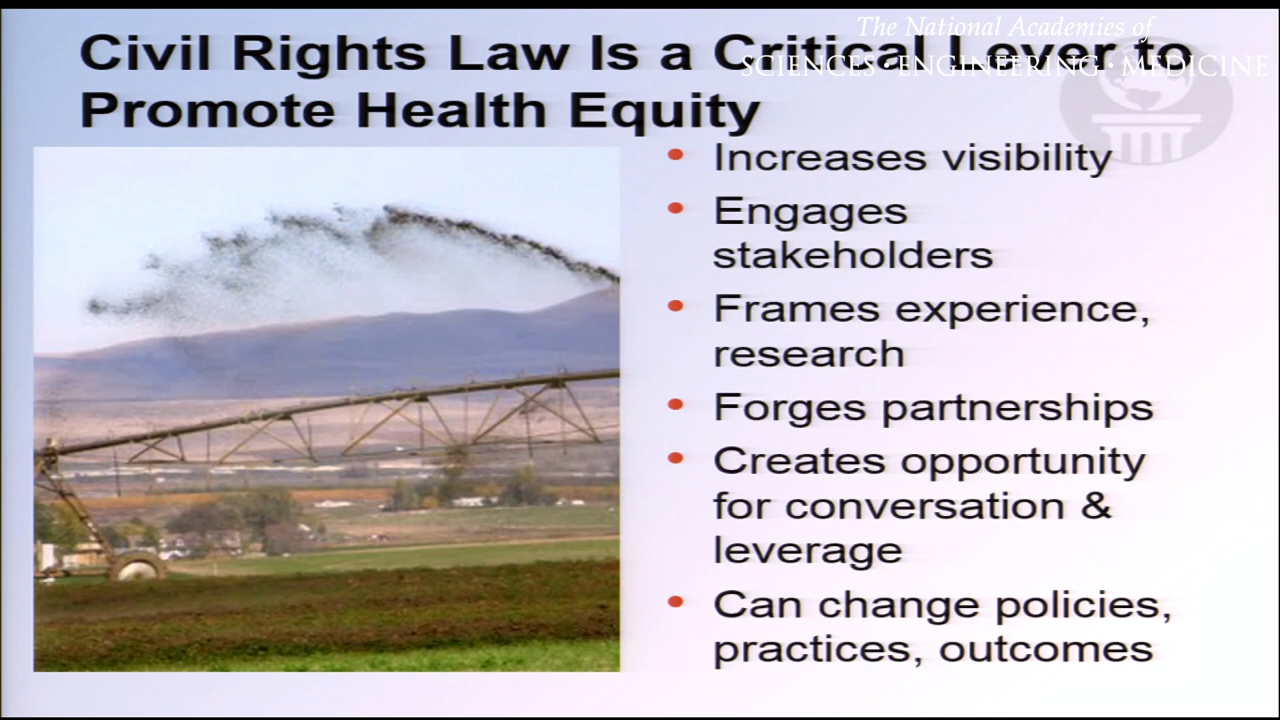 The National Academies of
SCIENCES · ENGINEERING · MEDICINE
Civil Rights Law Is a Critical Lever to
Promote Health Equity
• Increases visibility
• Engages
stakeholders
• Frames experience,
research
• Forges partnerships
• Creates opportunity
for conversation &
leverage
• Can change policies,
practices, outcomes